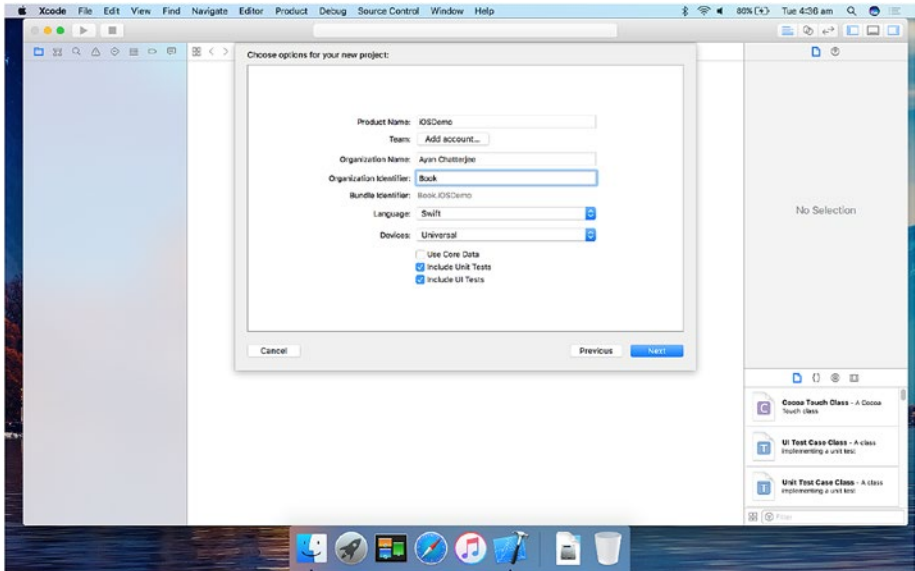 Xcode File Edit View Find Navigate Editor Product Debug Source Control Window Help 80% Tue 4:36 am
Choose options for your new project:
Product Name: iOSDemo
Team: Add account...
Organization Name: Ayan Chatterjee
Organization Identifier: Book
Bundle Identifier: Book.iOSDemo
Language: Swift
Devices: Universal
Use Core Data
Include Unit Tests
Include UI Tests
Cancel Previous Next
No Selection
Cocoa Touch Class - A Cocoa
Touch class
UI Test Case Class - A class
implementing a unit test
Unit Test Case Class - A class
implementing a unit test
Filter